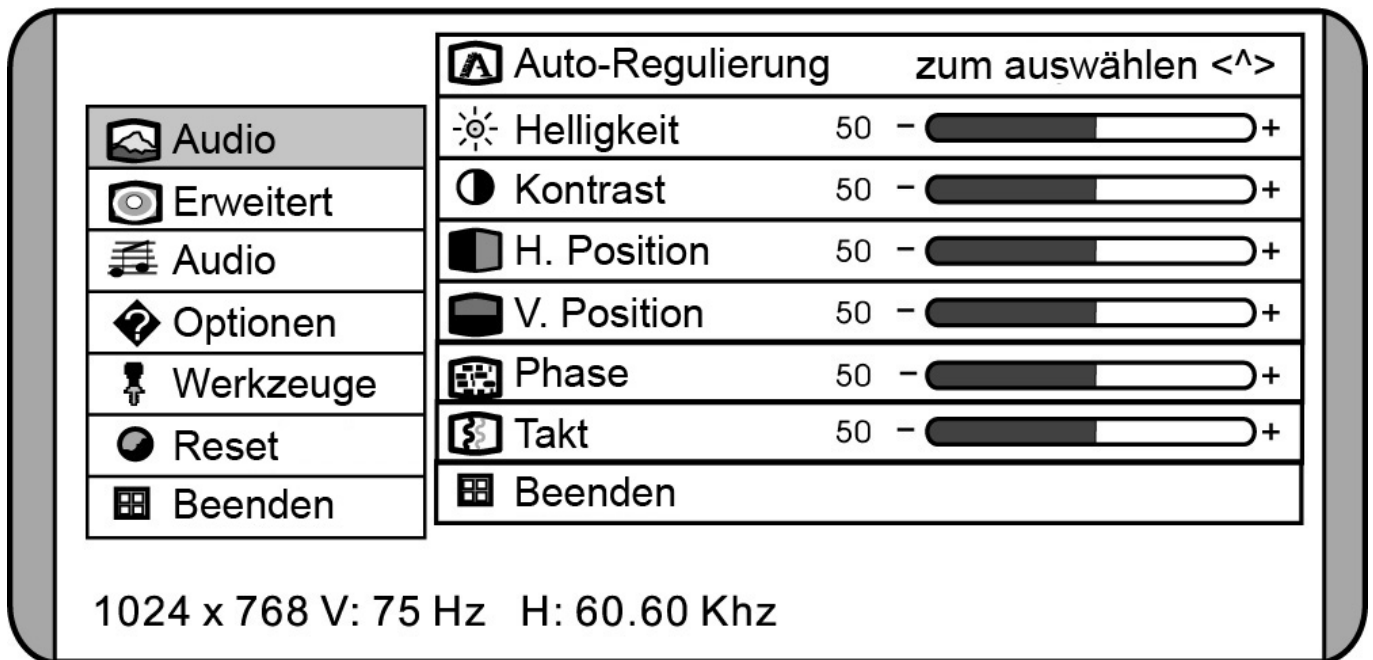 Audio
Erweitert
Audio
Optionen
Werkzeuge
Reset
Beenden
Auto-Regulierung zum auswählen <^>
Helligkeit 50 - +
Kontrast 50 - +
H. Position 50 - +
V. Position 50 - +
Phase 50 - +
Takt 50 - +
Beenden
1024 x 768 V: 75 Hz H: 60.60 Khz